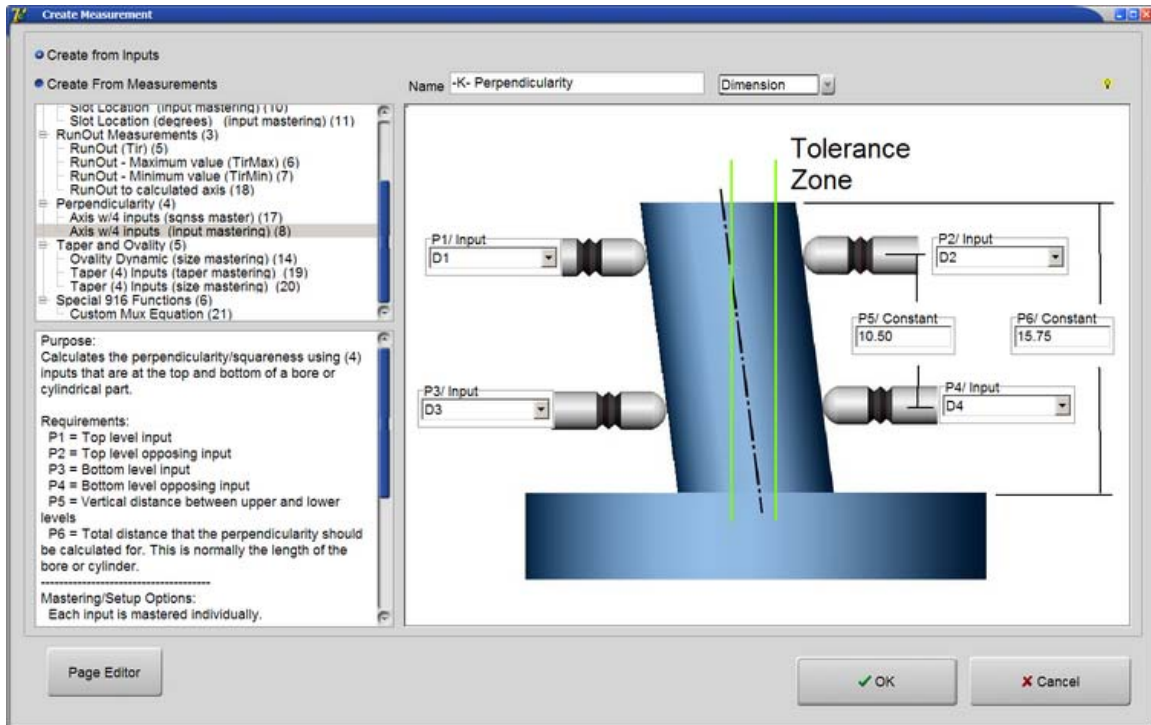 Create Measurement
Create from Inputs
Create From Measurements
Name
-K- Perpendicularity
Dimension
Slot Location (input mastering) (10)
Slot Location (degrees) (input mastering) (11)
RunOut Measurements (3)
RunOut (Tir) (5)
RunOut - Maximum value (TirMax) (6)
RunOut - Minimum value (TirMin) (7)
RunOut to calculated axis (18)
Perpendicularity (4)
Axis w/4 inputs (sqnss master) (17)
Axis w/4 inputs (input mastering) (8)
Taper and Ovality (5)
Ovality Dynamic (size mastering) (14)
Taper (4) Inputs (taper mastering) (19)
Taper (4) Inputs (size mastering) (20)
Special 916 Functions (6)
Custom Mux Equation (21)
Purpose:
Calculates the perpendicularity/squareness using (4)
inputs that are at the top and bottom of a bore or
cylindrical part.
Requirements:
P1 = Top level input
P2 = Top level opposing input
P3 = Bottom level input
P4 = Bottom level opposing input
P5 = Vertical distance between upper and lower
levels
P6 = Total distance that the perpendicularity should
be calculated for. This is normally the length of the
bore or cylinder.
-------------------------------------
Mastering/Setup Options:
Each input is mastered individually.
Tolerance
Zone
P1/ Input
D1
P2/ Input
D2
P5/ Constant
10.50
P6/ Constant
15.75
P3/ Input
D3
P4/ Input
D4
Page Editor
OK
Cancel